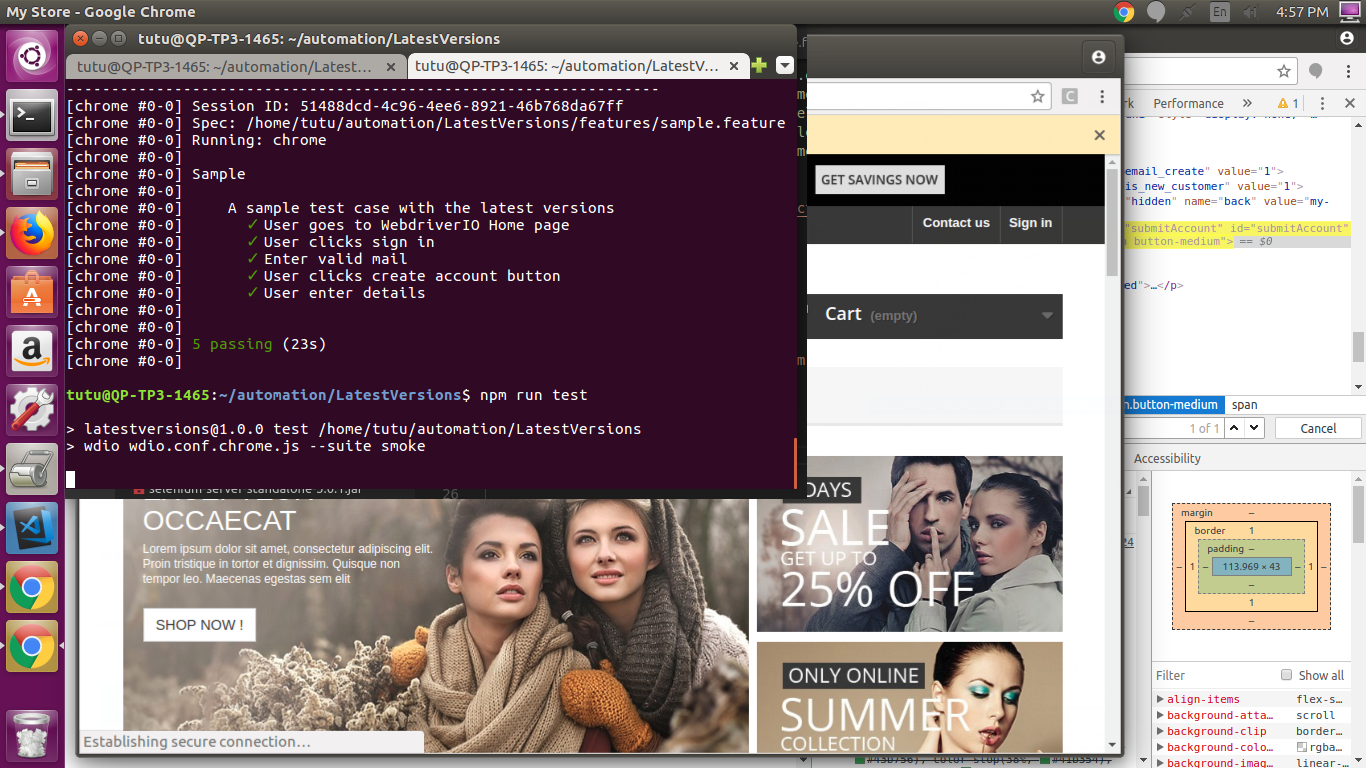 My Store - Google Chrome
En
4:57 PM
tutu@QP-TP3-1465: ~/automation/LatestVersions
tutu@QP-TP3-1465: ~/automation/Latest…
tutu@QP-TP3-1465: ~/automation/LatestV…
[chrome #0-0] Session ID: 51488dcd-4c96-4ee6-8921-46b768da67ff
[chrome #0-0] Spec: /home/tutu/automation/LatestVersions/features/sample.feature
[chrome #0-0] Running: chrome
[chrome #0-0]
[chrome #0-0] Sample
[chrome #0-0]
[chrome #0-0] A sample test case with the latest versions
[chrome #0-0] ✓ User goes to WebdriverIO Home page
[chrome #0-0] ✓ User clicks sign in
[chrome #0-0] ✓ Enter valid mail
[chrome #0-0] ✓ User clicks create account button
[chrome #0-0] ✓ User enter details
[chrome #0-0]
[chrome #0-0]
[chrome #0-0] 5 passing (23s)
[chrome #0-0]
tutu@QP-TP3-1465:~/automation/LatestVersions$ npm run test
> latestversions@1.0.0 test /home/tutu/automation/LatestVersions
> wdio wdio.conf.chrome.js --suite smoke
26
GET SAVINGS NOW
Contact us
Sign in
Cart (empty)
OCCAECAT
Lorem ipsum dolor sit amet, consectetur adipiscing elit.
Proin tristique in tortor et dignissim. Quisque non
tempor leo. Maecenas egestas sem elit
SHOP NOW !
DAYS
SALE
GET UP TO
25% OFF
ONLY ONLINE
SUMMER
COLLECTION
Establishing secure connection…
Performance
»
1
email_create" value="1">
is_new_customer" value="1">
"hidden" name="back" value="my-
="submitAccount" id="submitAccount"
button-medium"> == $0
ed">…</p>
n.button-medium
span
1 of 1
Cancel
Accessibility
24
margin
–
border
1
padding –
– 1 – 113.969 × 43 – 1 –
–
1
–
Filter
Show all
align-items flex-s…
background-atta… scroll
background-clip border…
background-colo… rgba…
background-imag… linear-